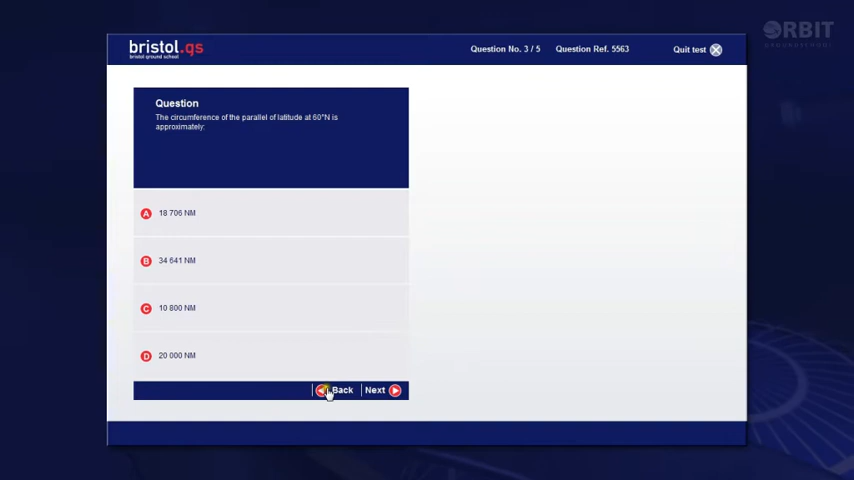 ORBIT
GROUNDSCHOOL
bristol.gs
bristol ground school
Question No. 3 / 5
Question Ref. 5563
Quit test
Question
The circumference of the parallel of latitude at 60°N is
approximately:
A 18 706 NM
B 34 641 NM
C 10 800 NM
D 20 000 NM
Back
Next